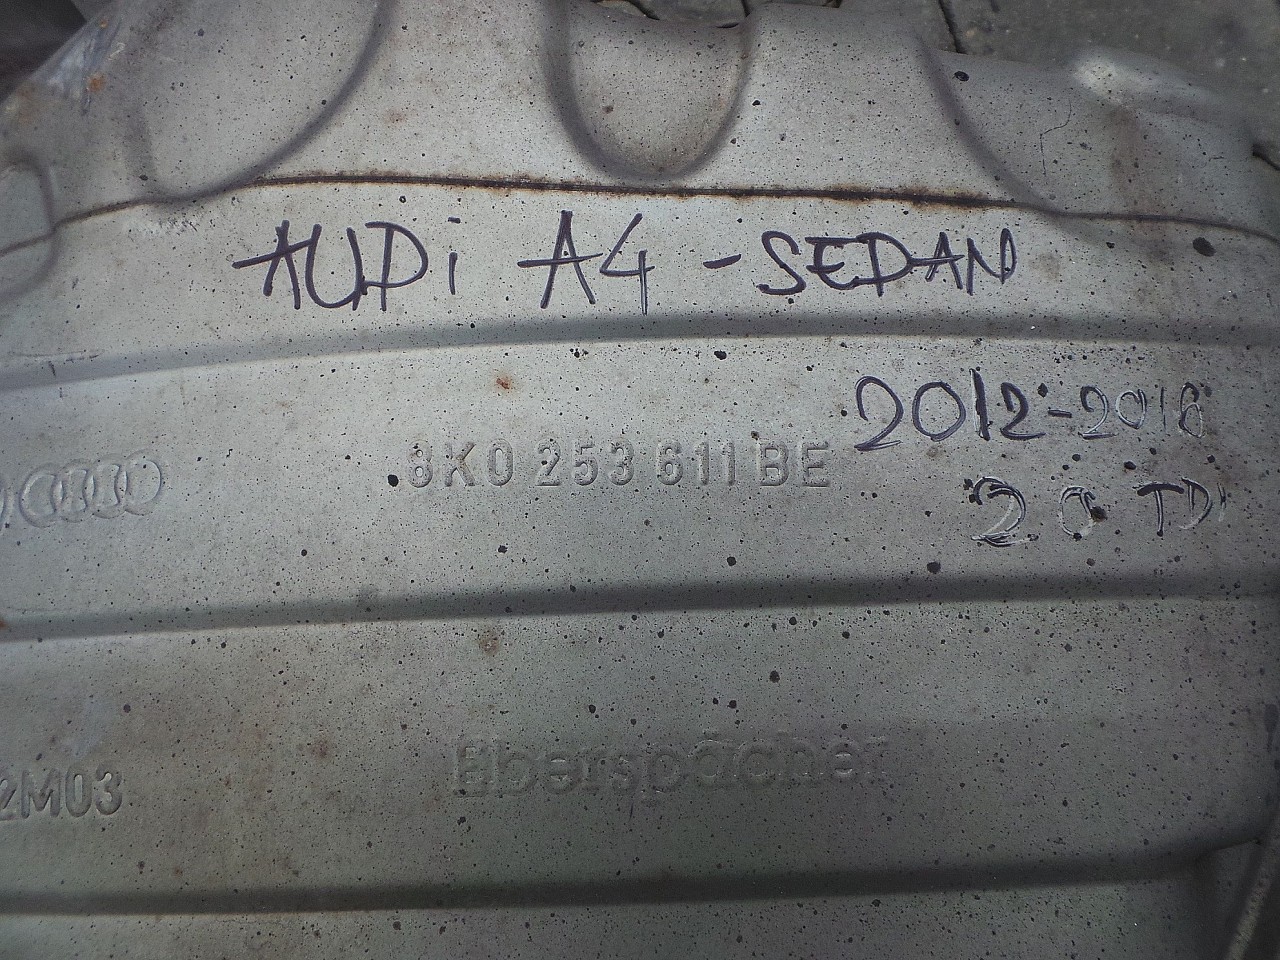 AUDi A4 - SEDAN
2012-2018
8K0 253 611 BE
2.0 TDI
Eberspächer
2M03